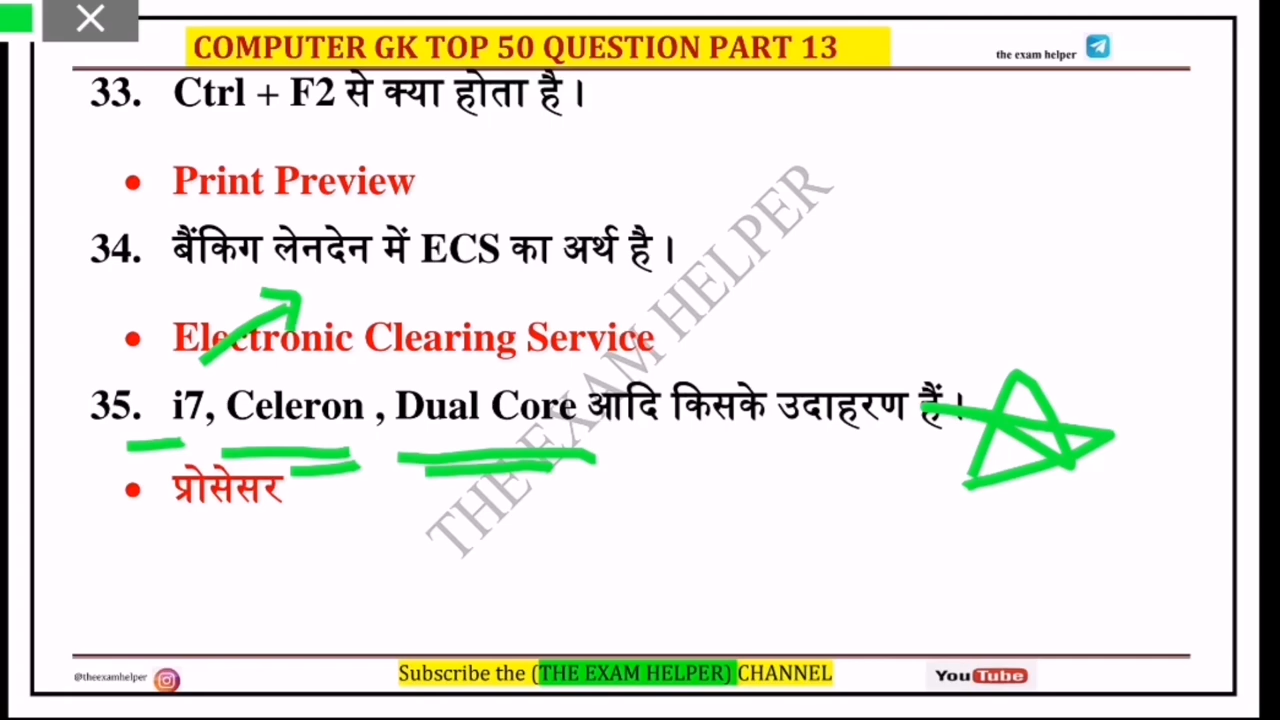 COMPUTER GK TOP 50 QUESTION PART 13
the exam helper
33. Ctrl + F2 से क्या होता है।
• Print Preview
34. बैंकिग लेनदेन में ECS का अर्थ है।
• Electronic Clearing Service
35. i7, Celeron , Dual Core आदि किसके उदाहरण हैं।
• प्रोसेसर
THE EXAM HELPER
@theexamhelper
Subscribe the (THE EXAM HELPER) CHANNEL
YouTube